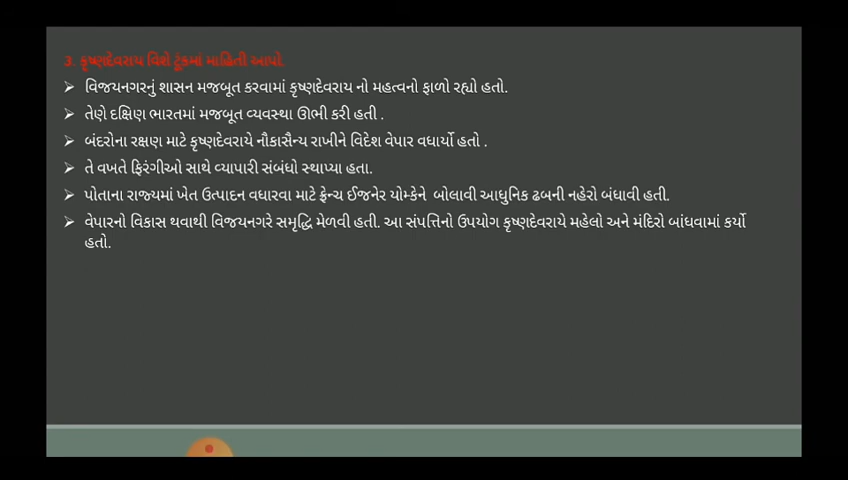 3. કૃષ્ણદેવરાય વિશે ટૂંકમાં માહિતી આપો.
➢ વિજયનગરનું શાસન મજબૂત કરવામાં કૃષ્ણદેવરાય નો મહત્વનો ફાળો રહ્યો હતો.
➢ તેણે દક્ષિણ ભારતમાં મજબૂત વ્યવસ્થા ઊભી કરી હતી .
➢ બંદરોના રક્ષણ માટે કૃષ્ણદેવરાયે નૌકાસૈન્ય રાખીને વિદેશ વેપાર વધાર્યો હતો .
➢ તે વખતે ફિરંગીઓ સાથે વ્યાપારી સંબંધો સ્થાપ્યા હતા.
➢ પોતાના રાજ્યમાં ખેત ઉત્પાદન વધારવા માટે ફ્રેન્ચ ઈજનેર યોમ્કેને બોલાવી આધુનિક ઢબની નહેરો બંધાવી હતી.
➢ વેપારનો વિકાસ થવાથી વિજયનગરે સમૃદ્ધિ મેળવી હતી. આ સંપત્તિનો ઉપયોગ કૃષ્ણદેવરાયે મહેલો અને મંદિરો બાંધવામાં કર્યો
હતો.